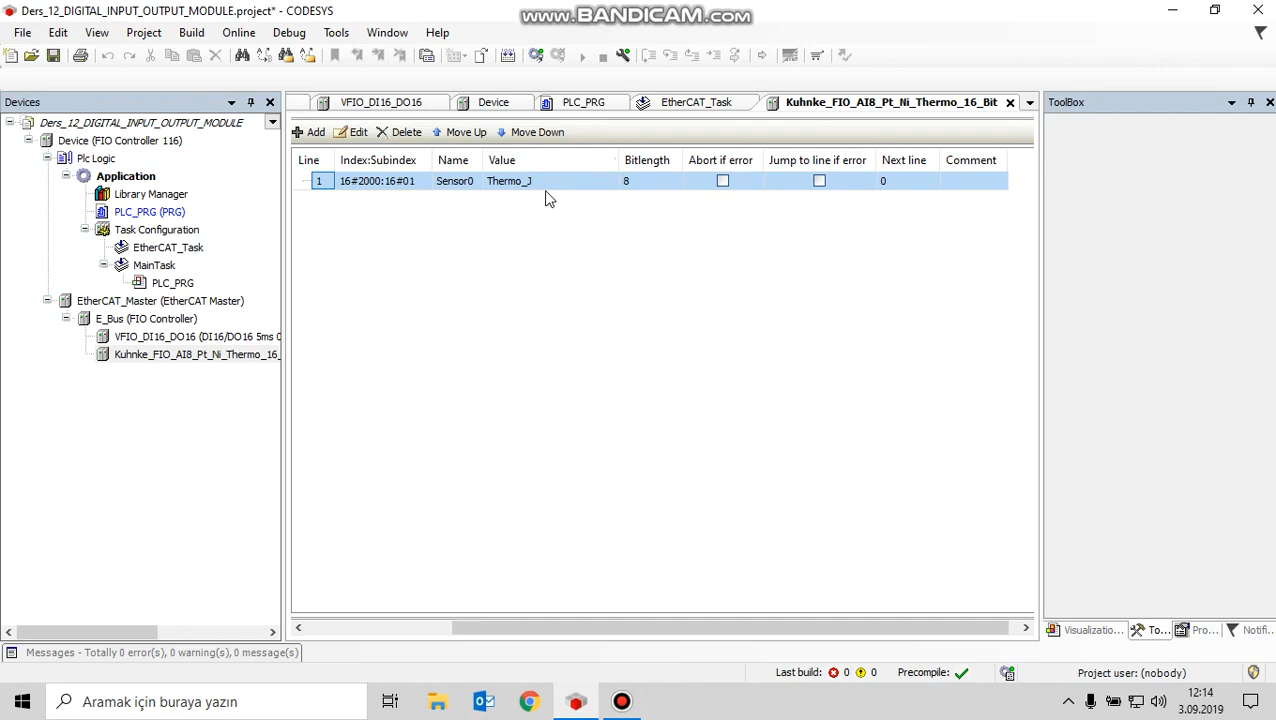 Ders_12_DIGITAL_INPUT_OUTPUT_MODULE.project* - CODESYS
www.BANDICAM.com
File Edit View Project Build Online Debug Tools Window Help
Devices
VFIO_DI16_DO16
Device
PLC_PRG
EtherCAT_Task
Kuhnke_FIO_AI8_Pt_Ni_Thermo_16_Bit
ToolBox
Ders_12_DIGITAL_INPUT_OUTPUT_MODULE
Device (FIO Controller 116)
Plc Logic
Application
Library Manager
PLC_PRG (PRG)
Task Configuration
EtherCAT_Task
MainTask
PLC_PRG
EtherCAT_Master (EtherCAT Master)
E_Bus (FIO Controller)
VFIO_DI16_DO16 (DI16/DO16 5ms 0
Kuhnke_FIO_AI8_Pt_Ni_Thermo_16_
Add Edit Delete Move Up Move Down
Line Index:Subindex Name Value Bitlength Abort if error Jump to line if error Next line Comment
1 16#2000:16#01 Sensor0 Thermo_J 8 0
Visualizatio... To... Pro... Notifi...
Messages - Totally 0 error(s), 0 warning(s), 0 message(s)
Last build: 0 0 Precompile: Project user: (nobody)
Aramak için buraya yazın
12:14
3.09.2019